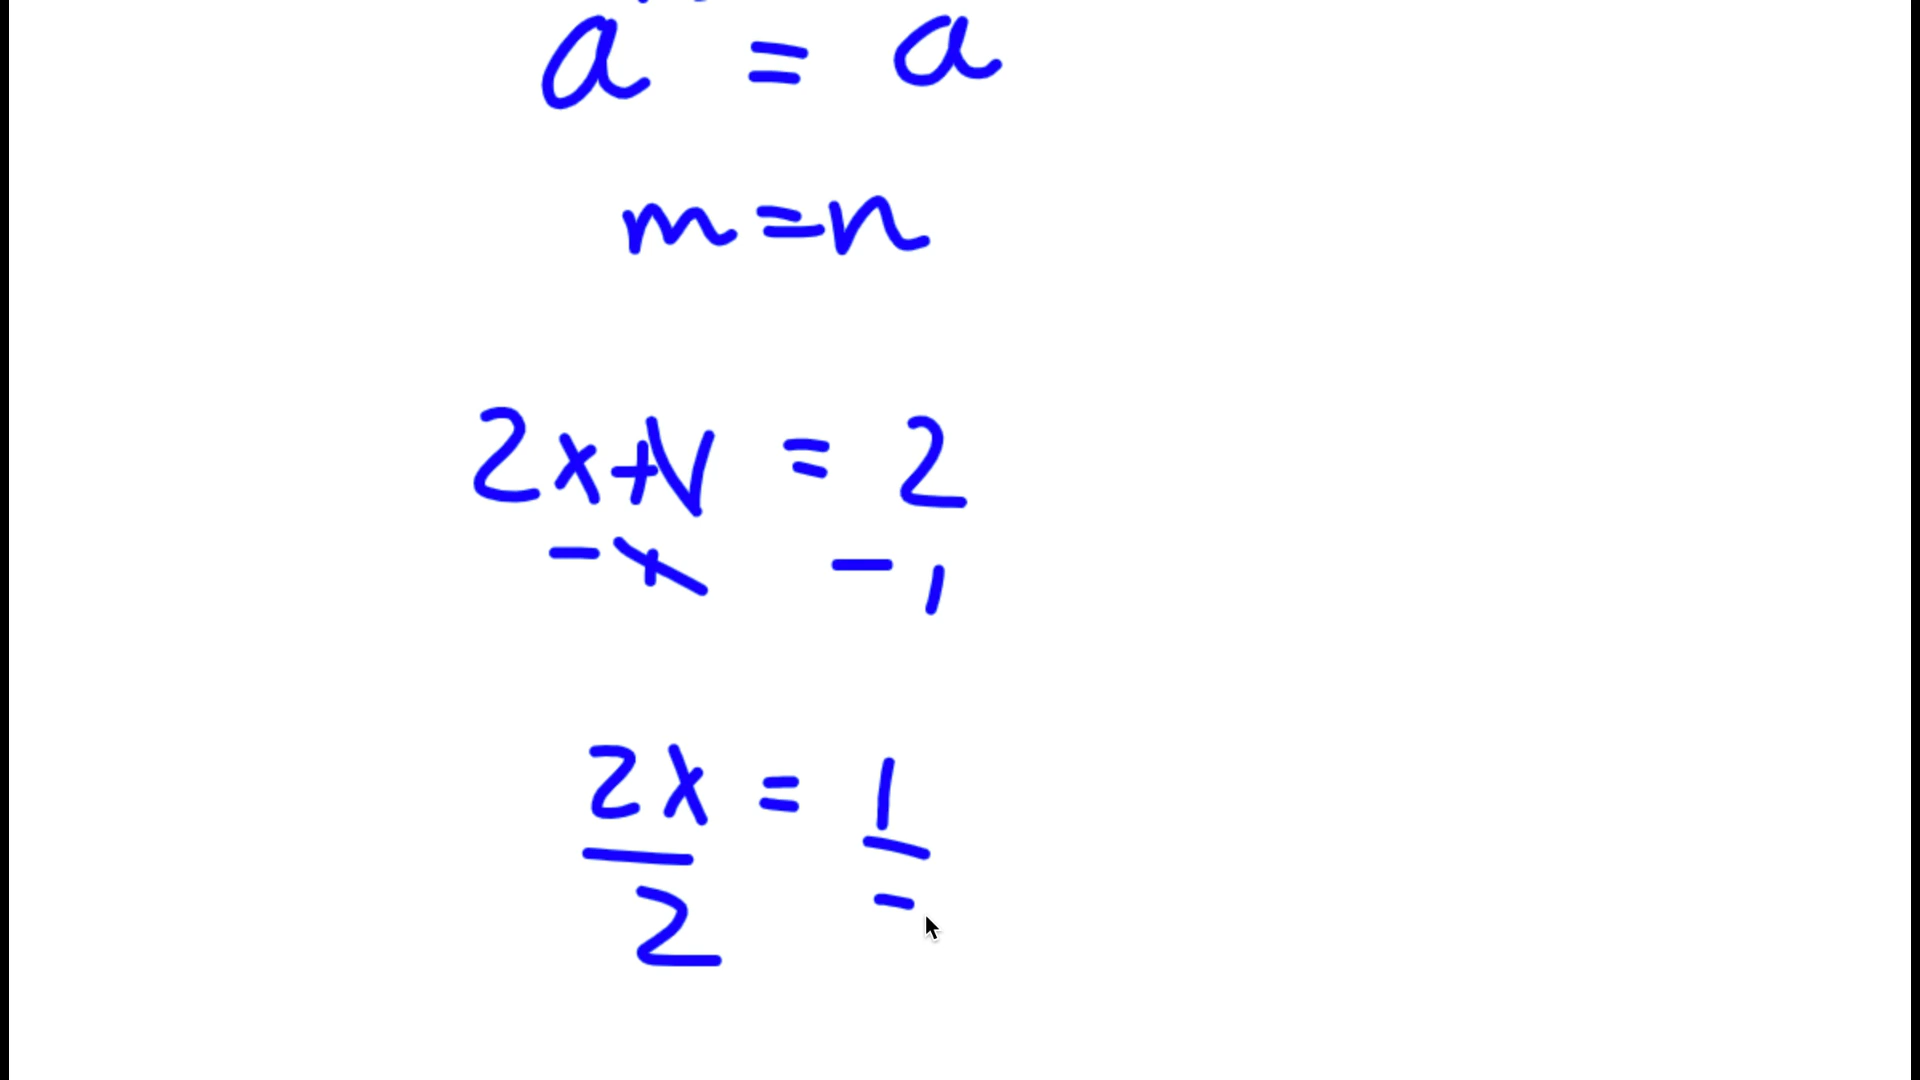 a = a
m = n
2x + 1 = 2
- 1 - 1
2x = 1
2